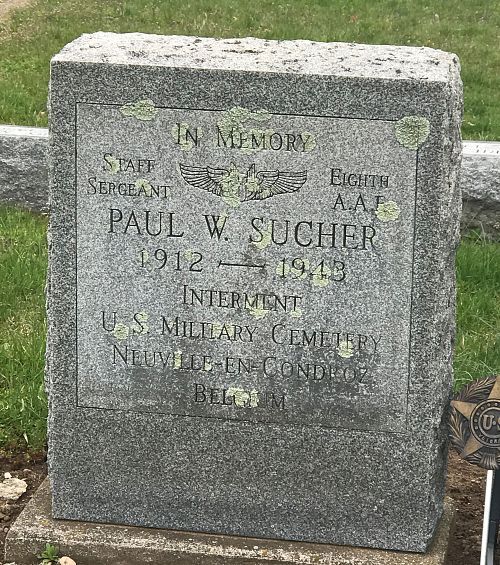 In Memory
Staff
Sergeant
Eighth
A.A.F.
Paul W. Sucher
1912 — 1943
Interment
U.S. Military Cemetery
Neuville-en-Condroz
Belgium
U.S.